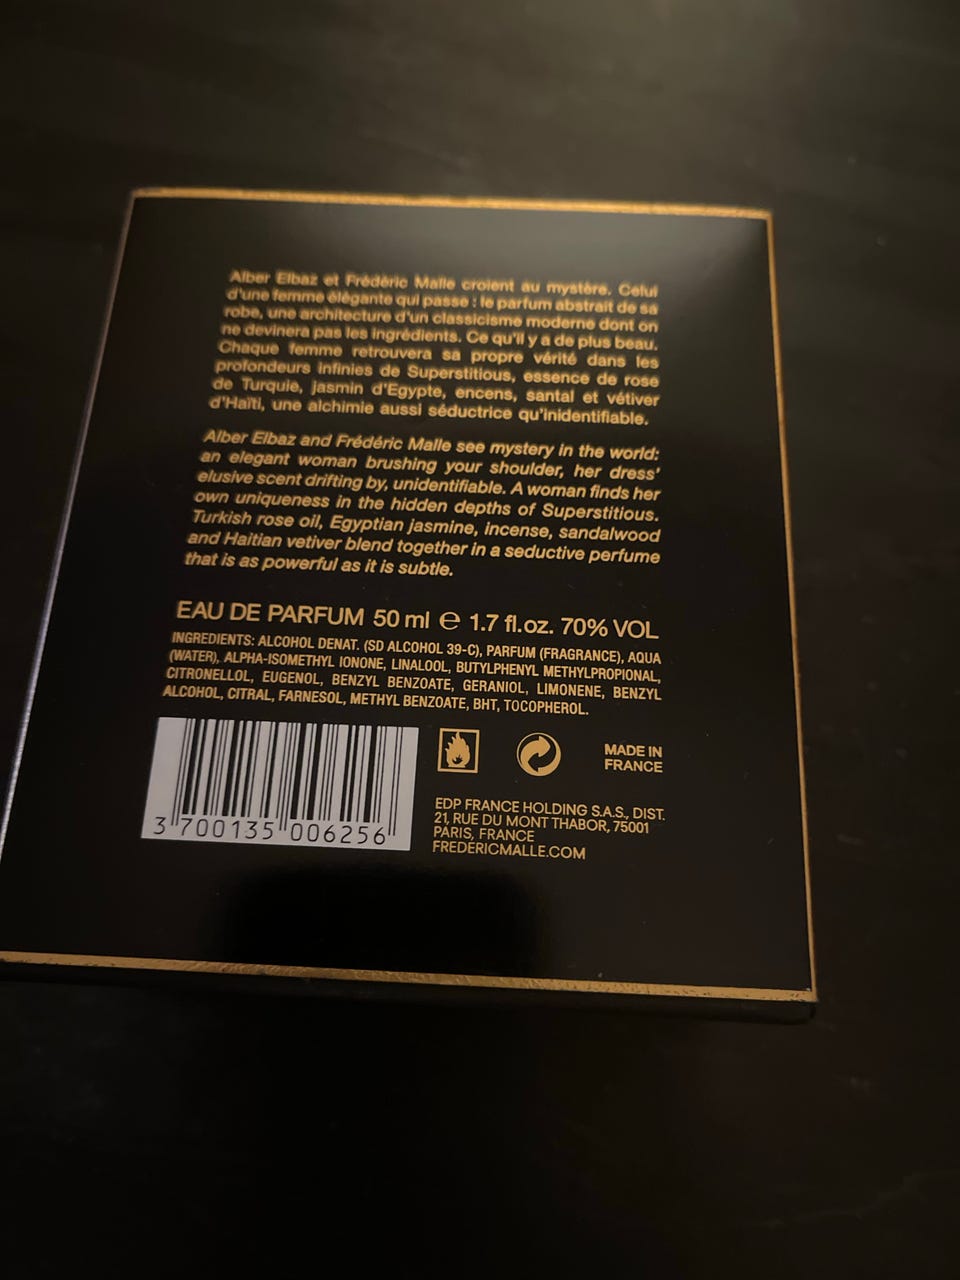 Alber Elbaz et Frédéric Malle croient au mystère. Celui
d'une femme élégante qui passe : le parfum abstrait de sa
robe, une architecture d'un classicisme moderne dont on
ne devinera pas les ingrédients. Ce qu'il y a de plus beau.
Chaque femme retrouvera sa propre vérité dans les
profondeurs infinies de Superstitious, essence de rose
de Turquie, jasmin d'Egypte, encens, santal et vétiver
d'Haïti, une alchimie aussi séductrice qu'inidentifiable.
Alber Elbaz and Frédéric Malle see mystery in the world:
an elegant woman brushing your shoulder, her dress'
elusive scent drifting by, unidentifiable. A woman finds her
own uniqueness in the hidden depths of Superstitious.
Turkish rose oil, Egyptian jasmine, incense, sandalwood
and Haitian vetiver blend together in a seductive perfume
that is as powerful as it is subtle.
EAU DE PARFUM 50 ml ℮ 1.7 fl.oz. 70% VOL
INGREDIENTS: ALCOHOL DENAT. (SD ALCOHOL 39-C), PARFUM (FRAGRANCE), AQUA
(WATER), ALPHA-ISOMETHYL IONONE, LINALOOL, BUTYLPHENYL METHYLPROPIONAL,
CITRONELLOL, EUGENOL, BENZYL BENZOATE, GERANIOL, LIMONENE, BENZYL
ALCOHOL, CITRAL, FARNESOL, METHYL BENZOATE, BHT, TOCOPHEROL.
MADE IN
FRANCE
3 700135 006256
EDP FRANCE HOLDING S.A.S., DIST.
21, RUE DU MONT THABOR, 75001
PARIS, FRANCE
FREDERICMALLE.COM